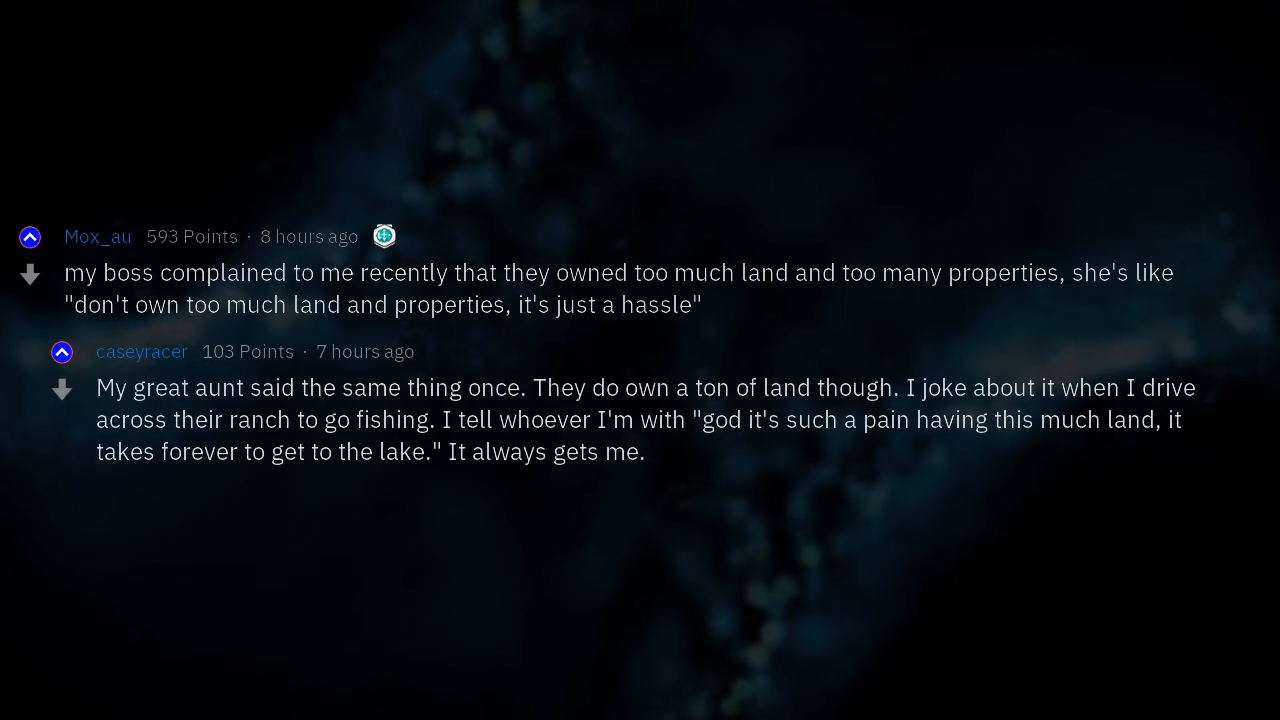 Mox_au 593 Points · 8 hours ago
my boss complained to me recently that they owned too much land and too many properties, she's like
"don't own too much land and properties, it's just a hassle"
caseyracer 103 Points · 7 hours ago
My great aunt said the same thing once. They do own a ton of land though. I joke about it when I drive
across their ranch to go fishing. I tell whoever I'm with "god it's such a pain having this much land, it
takes forever to get to the lake." It always gets me.